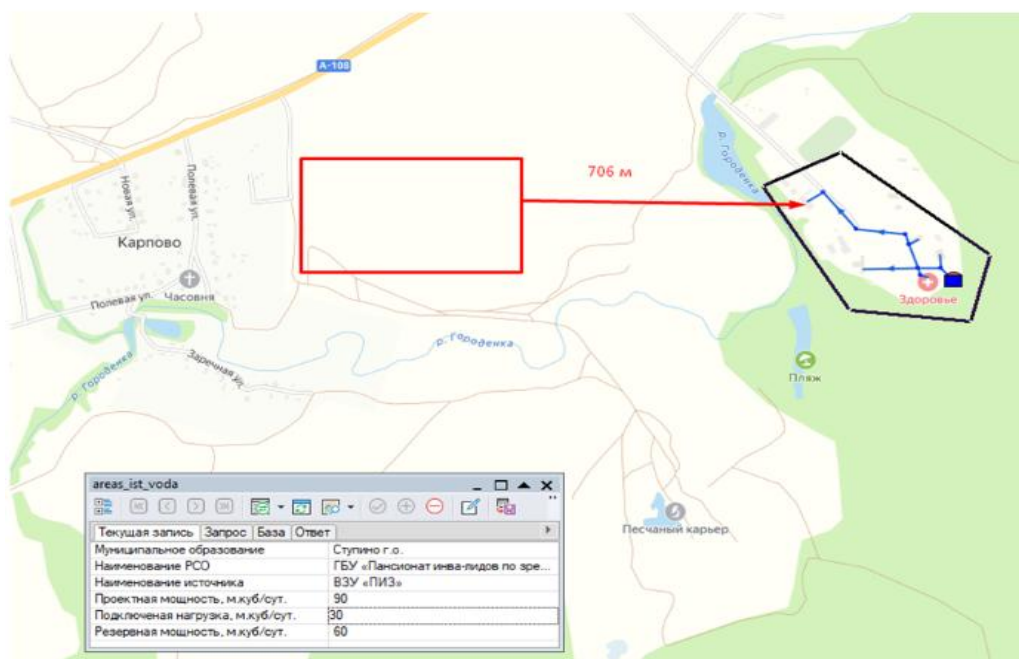 А-108
р. Городенка
706 м
Новая ул.
Полевая ул.
Карпово
Полевая ул.
Часовня
Здоровье
р. Городенка
Заречная ул.
р. Городенка
Пляж
Песчаный карьер
areas_ist_voda
Текущая запись Запрос База Ответ
Муниципальное образование Ступино г.о.
Наименование РСО ГБУ «Пансионат инва-лидов по зре...
Наименование источника ВЗУ «ПИЗ»
Проектная мощность, м.куб/сут. 90
Подключеная нагрузка, м.куб/сут. 30
Резервная мощность, м.куб/сут. 60